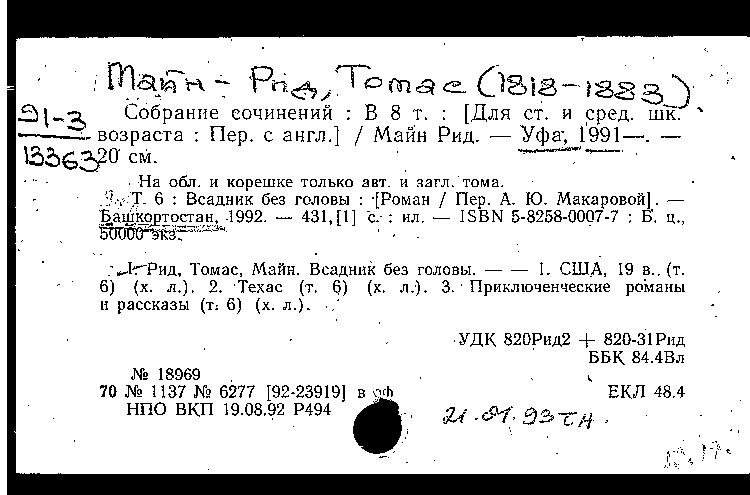 Майн-Рид, Томас (1818-1883)
91-3
13363
Собрание сочинений : В 8 т. : [Для ст. и сред. шк.
возраста : Пер. с англ.] / Майн Рид. — Уфа, 1991—. —
20 см.
На обл. и корешке только авт. и загл. тома.
Т. 6 : Всадник без головы : [Роман / Пер. А. Ю. Макаровой]. —
Башкортостан, 1992. — 431,[1] с. : ил. — ISBN 5-8258-0007-7 : Б. ц.,
50000 экз.
1. Рид, Томас, Майн. Всадник без головы. — — 1. США, 19 в. (т.
6) (х. л.). 2. Техас (т. 6) (х. л.). 3. Приключенческие романы
и рассказы (т. 6) (х. л.).
УДК 820Рид2 + 820-31Рид
ББК 84.4Вл
№ 18969
70 № 1137 № 6277 [92-23919] в
ЕКЛ 48.4
НПО ВКП 19.08.92 Р494
21.01.93